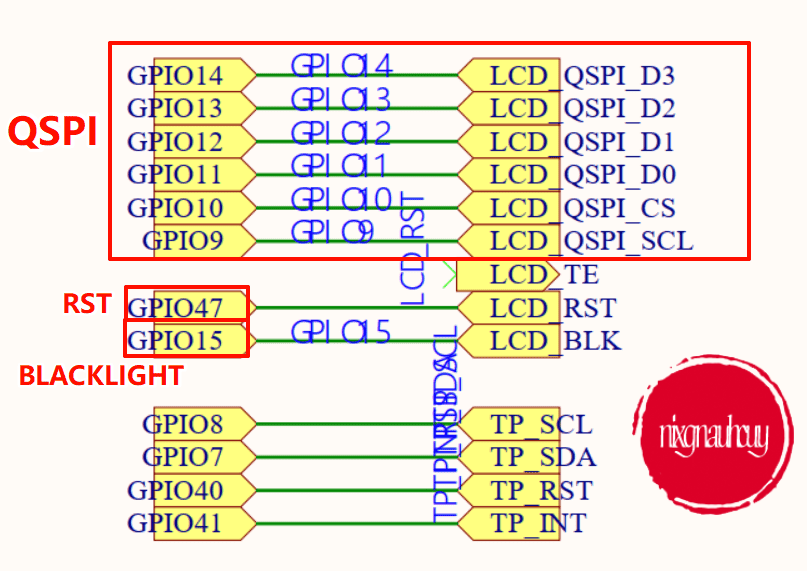 GPIO14 GPIO14 LCD_QSPI_D3
GPIO13 GPIO13 LCD_QSPI_D2
QSPI
GPIO12 GPIO12 LCD_QSPI_D1
GPIO11 GPIO11 LCD_QSPI_D0
GPIO10 GPIO10 LCD_QSPI_CS
GPIO9 GPIO9 LCD_QSPI_SCL
LCD_RST
LCD_TE
RST GPIO47 LCD_RST
GPIO15 GPIO15 LCD_BLK
BLACKLIGHT
GPIO8 TP_SCL
GPIO7 TP_SDA
GPIO40 TP_RST
GPIO41 TP_INT
nixgnauhouy